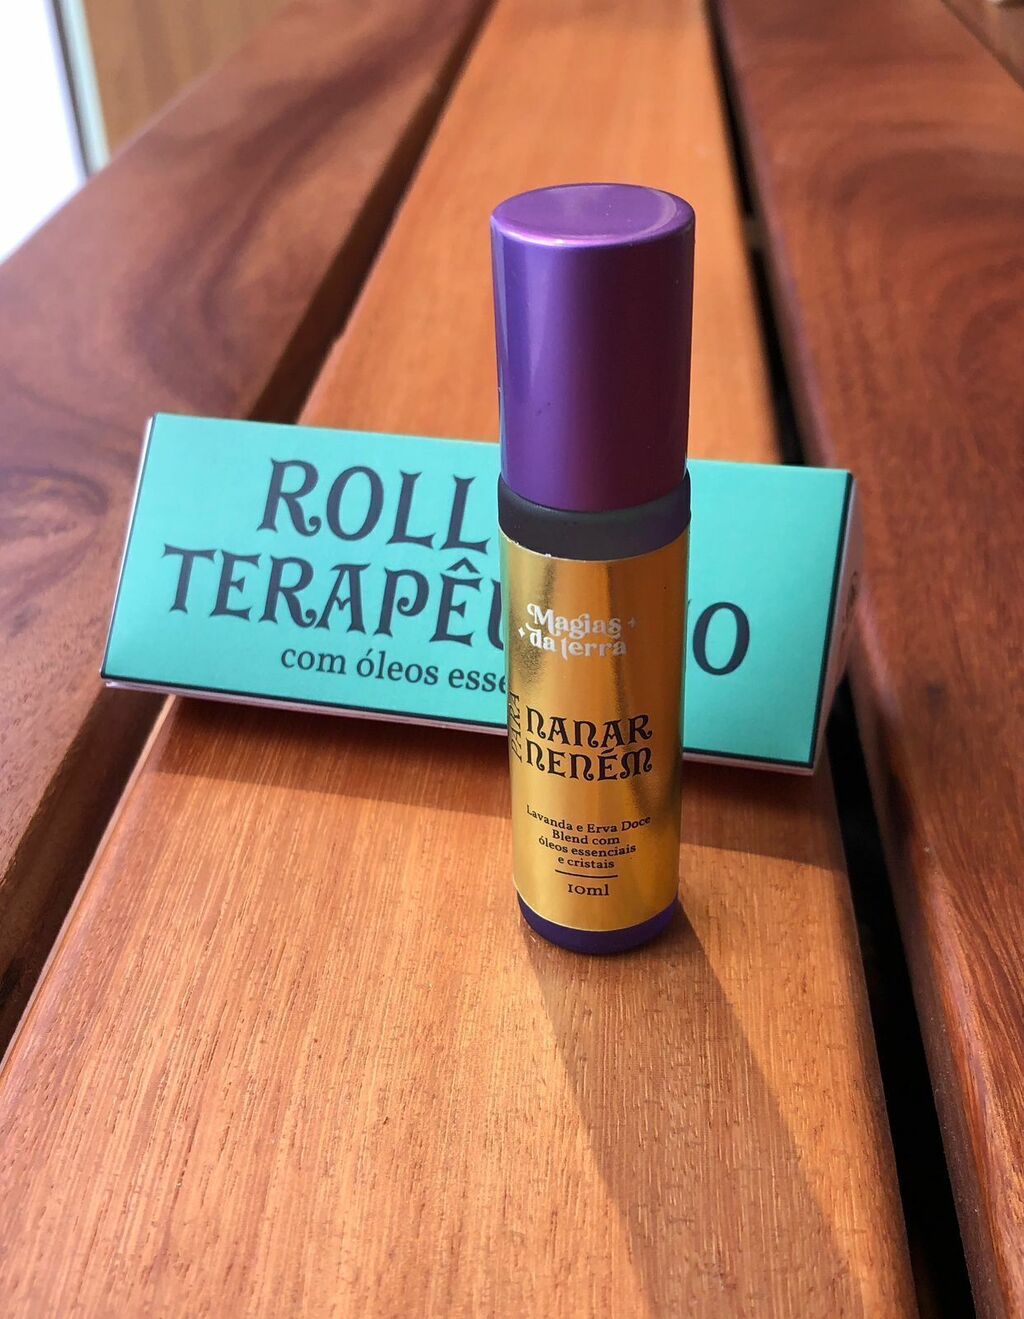 ROLL
TERAPÊU
O
com óleos esse
Magias
da terra
PARA
NANAR
NENÉM
Lavanda e Erva Doce
Blend com
óleos essenciais
e cristais
10ml